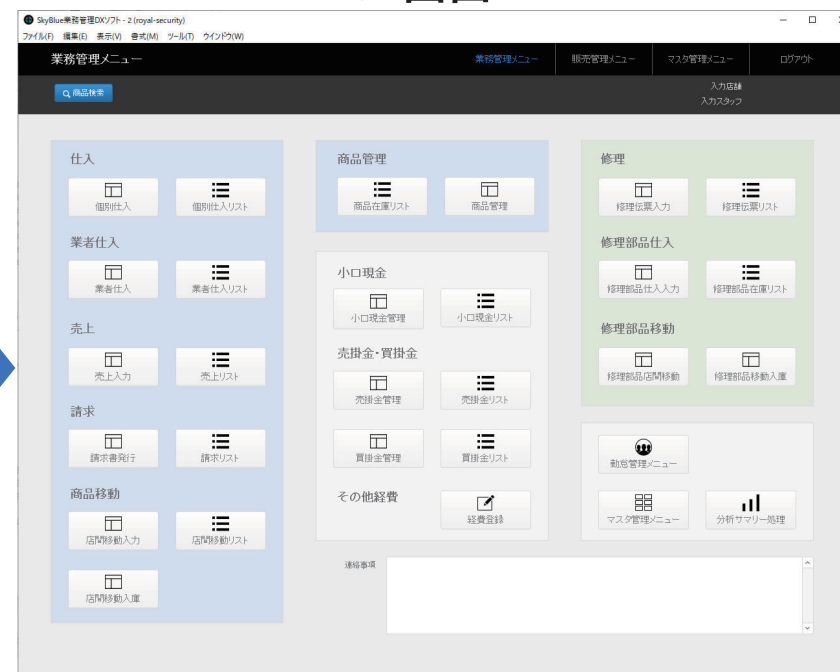 SkyBlue業務管理DXソフト - 2 (royal-security)
ファイル(F) 編集(E) 表示(V) 書式(M) ツール(T) ウインドウ(W)
業務管理メニュー 業務管理メニュー 販売管理メニュー マスタ管理メニュー ログアウト
商品検索
入力店舗
入力スタッフ
仕入
個別仕入 個別仕入リスト
業者仕入
業者仕入 業者仕入リスト
売上
売上入力 売上リスト
請求
請求書発行 請求リスト
商品移動
店間移動入力 店間移動リスト
店間移動入庫
商品管理
商品在庫リスト 商品管理
小口現金
小口現金管理 小口現金リスト
売掛金・買掛金
売掛金管理 売掛金リスト
買掛金管理 買掛金リスト
その他経費
経費登録
修理
修理伝票入力 修理伝票リスト
修理部品仕入
修理部品仕入入力 修理部品在庫リスト
修理部品移動
修理部品店間移動 修理部品移動入庫
勤怠管理メニュー
マスタ管理メニュー 分析サマリー処理
連絡事項